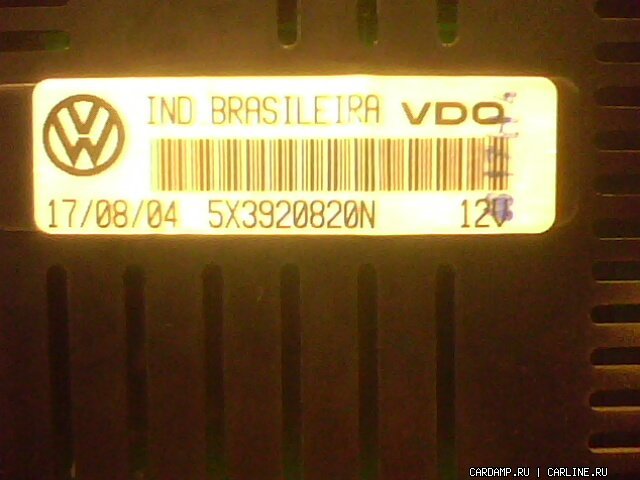 IND BRASILEIRA VDO
17/08/04 5X3920820N 12V
CARDAMP.RU | CARLINE.RU